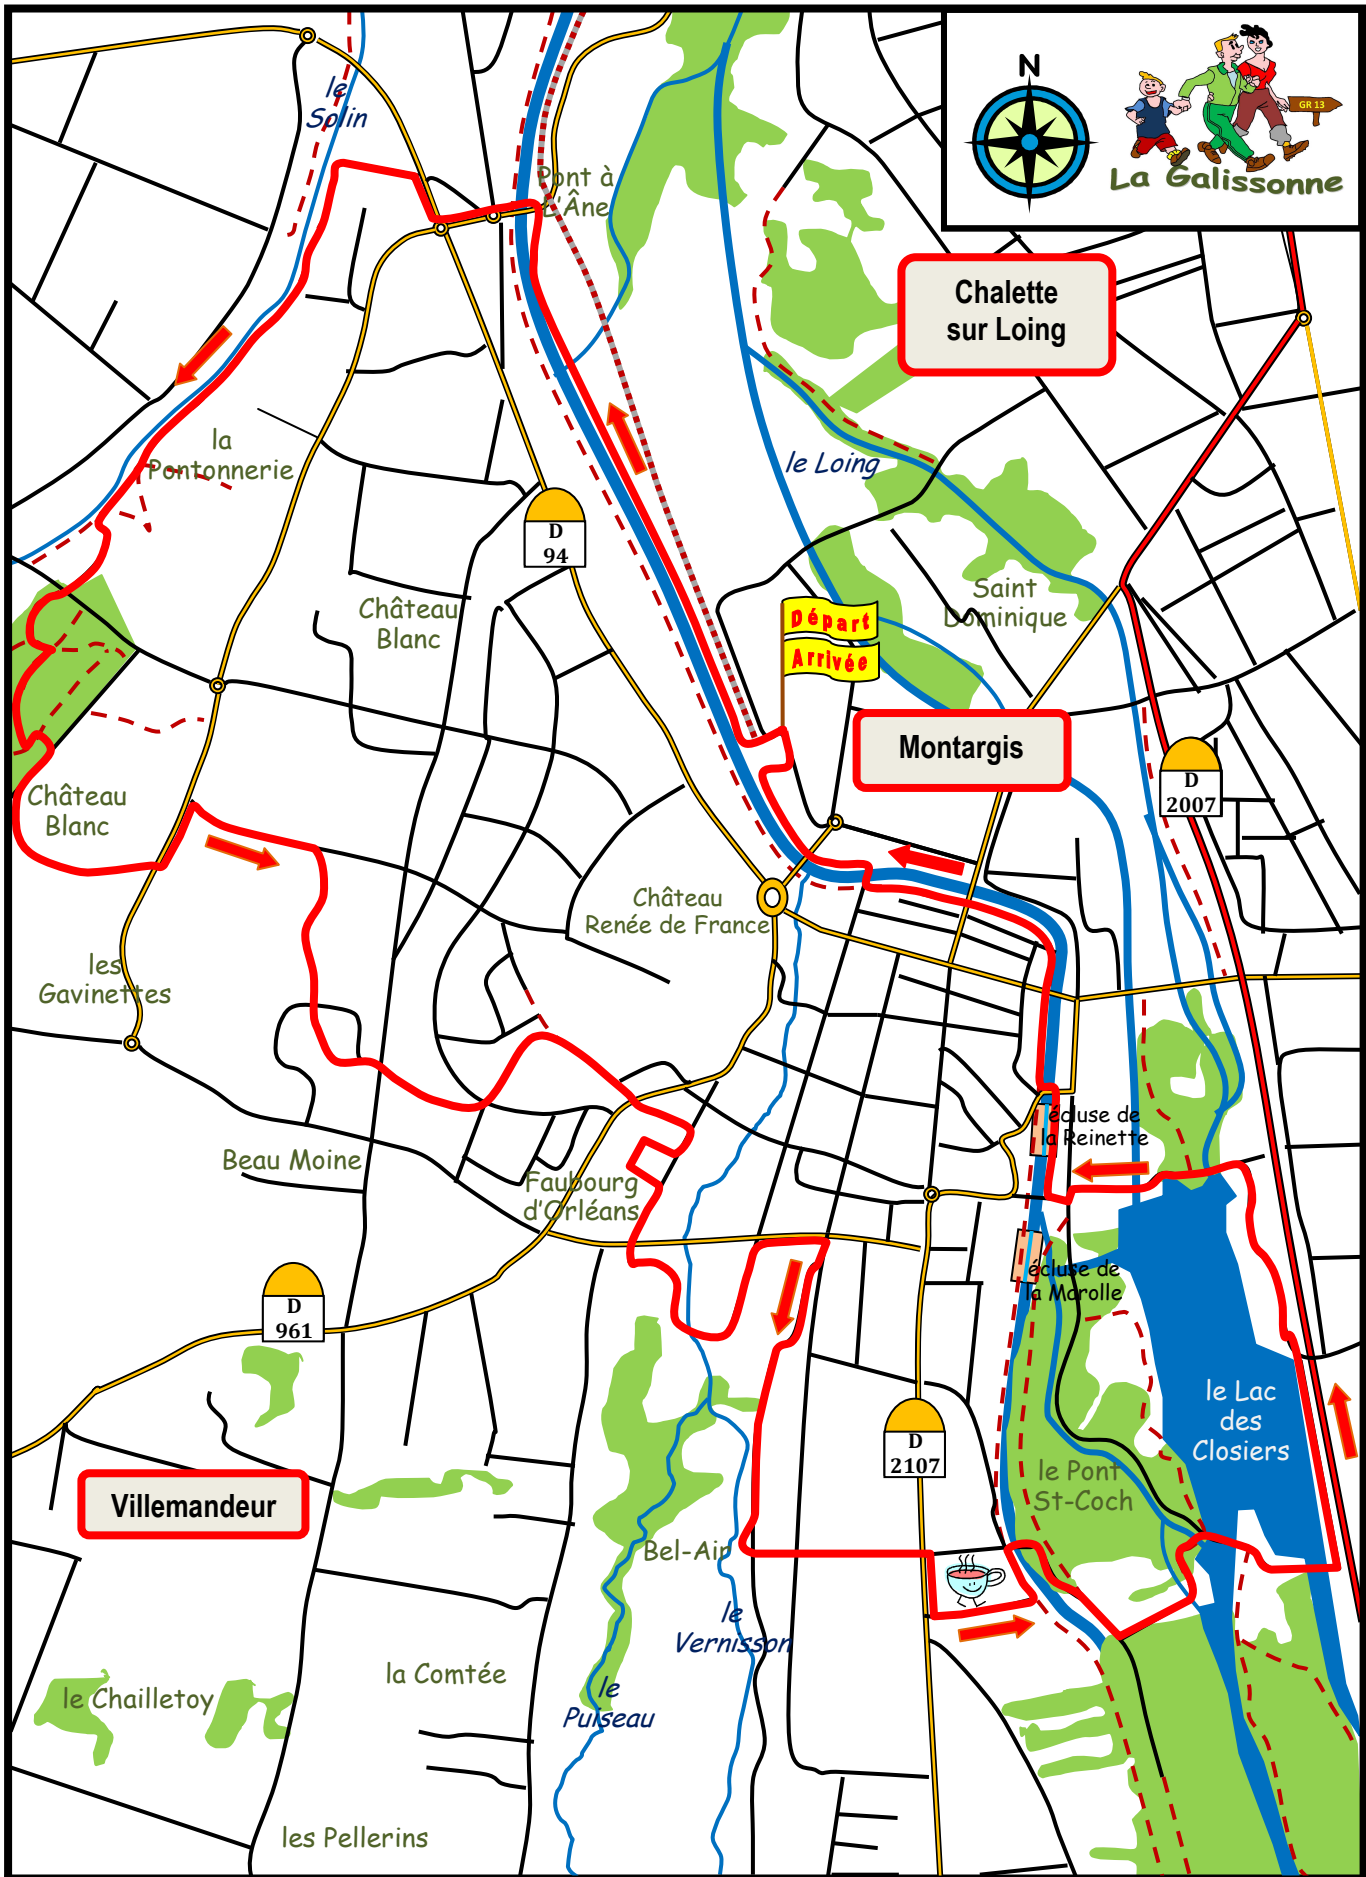 N
GR 13
La Galissonne
le
Solin
Pont à
L'Âne
Chalette
sur Loing
la
Pontonnerie
le Loing
D
94
Château
Blanc
Saint
Dominique
Départ
Arrivée
Montargis
D
2007
Château
Blanc
Château
Renée de France
les
Gavinettes
écluse de
la Reinette
Beau Moine
Faubourg
d'Orléans
écluse de
la Marolle
D
961
le Lac
des
Closiers
D
2107
le Pont
St-Coch
Villemandeur
Bel-Air
le
Vernisson
la Comtée
le Chailletoy
le
Puiseau
les Pellerins